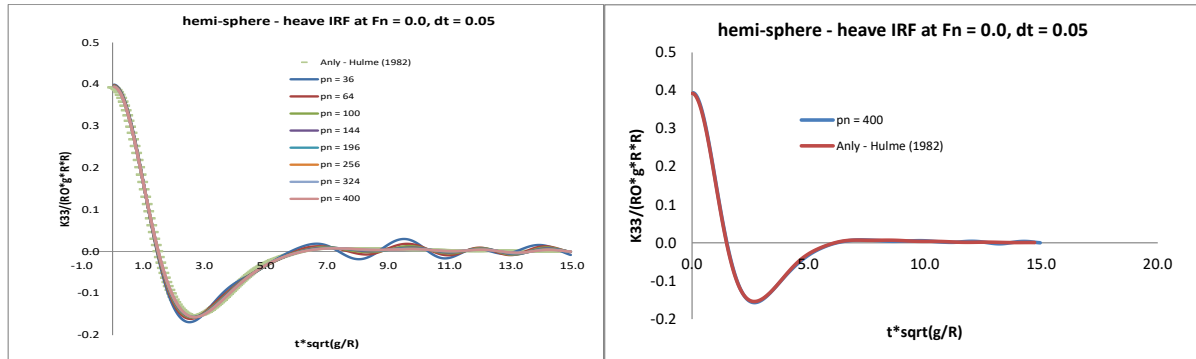 hemi-sphere - heave IRF at Fn = 0.0, dt = 0.05
K33/(RO*g*R*R)
0.5
0.4
0.3
0.2
0.1
0.0
-0.1
-0.2
Anly - Hulme (1982)
pn = 36
pn = 64
pn = 100
pn = 144
pn = 196
pn = 256
pn = 324
pn = 400
-1.0 1.0 3.0 5.0 7.0 9.0 11.0 13.0 15.0
t*sqrt(g/R)
hemi-sphere - heave IRF at Fn = 0.0, dt = 0.05
K33/(RO*g*R*R)
0.5
0.4
0.3
0.2
0.1
0.0
-0.1
-0.2
pn = 400
Anly - Hulme (1982)
0.0 5.0 10.0 15.0 20.0
t*sqrt(g/R)